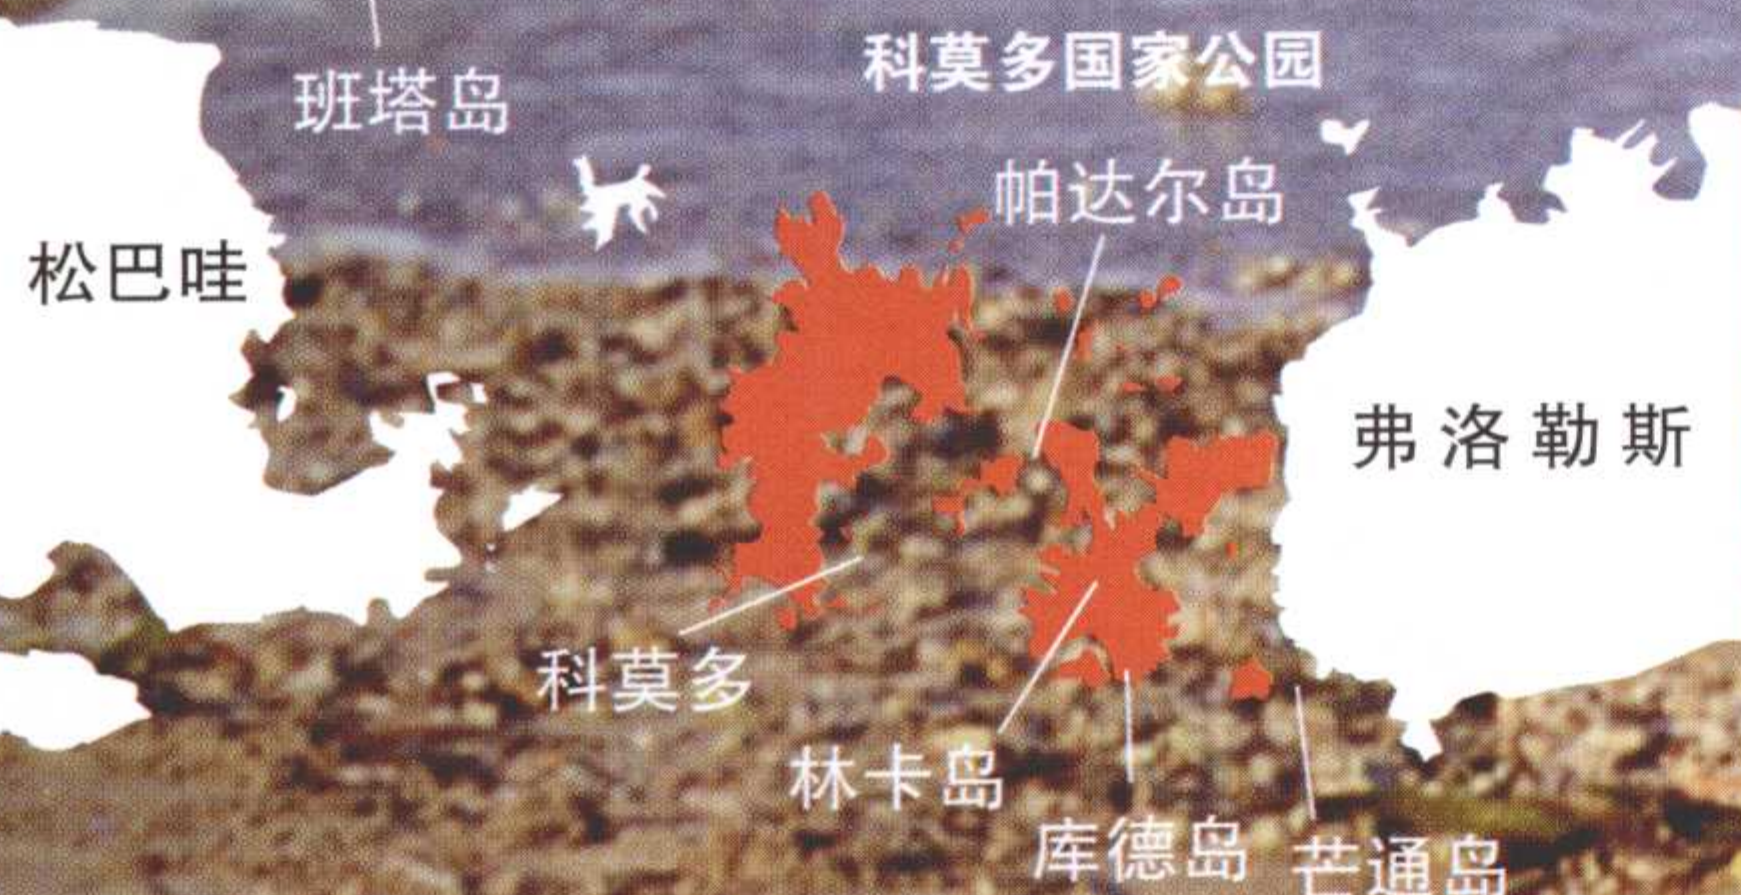 科莫多国家公园
班塔岛
帕达尔岛
松巴哇
弗洛勒斯
科莫多
林卡岛
库德岛
芒通岛